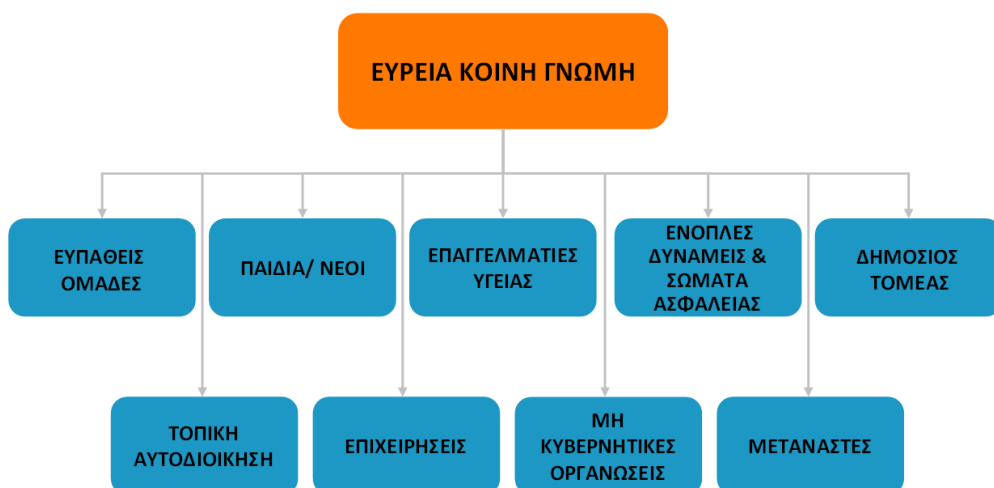 ΕΥΡΕΙΑ ΚΟΙΝΗ ΓΝΩΜΗ
ΕΥΠΑΘΕΙΣ
ΟΜΑΔΕΣ
ΠΑΙΔΙΑ/ ΝΕΟΙ
ΕΠΑΓΓΕΛΜΑΤΙΕΣ
ΥΓΕΙΑΣ
ΕΝΟΠΛΕΣ
ΔΥΝΑΜΕΙΣ &
ΣΩΜΑΤΑ
ΑΣΦΑΛΕΙΑΣ
ΔΗΜΟΣΙΟΣ
ΤΟΜΕΑΣ
ΤΟΠΙΚΗ
ΑΥΤΟΔΙΟΙΚΗΣΗ
ΕΠΙΧΕΙΡΗΣΕΙΣ
ΜΗ
ΚΥΒΕΡΝΗΤΙΚΕΣ
ΟΡΓΑΝΩΣΕΙΣ
ΜΕΤΑΝΑΣΤΕΣ